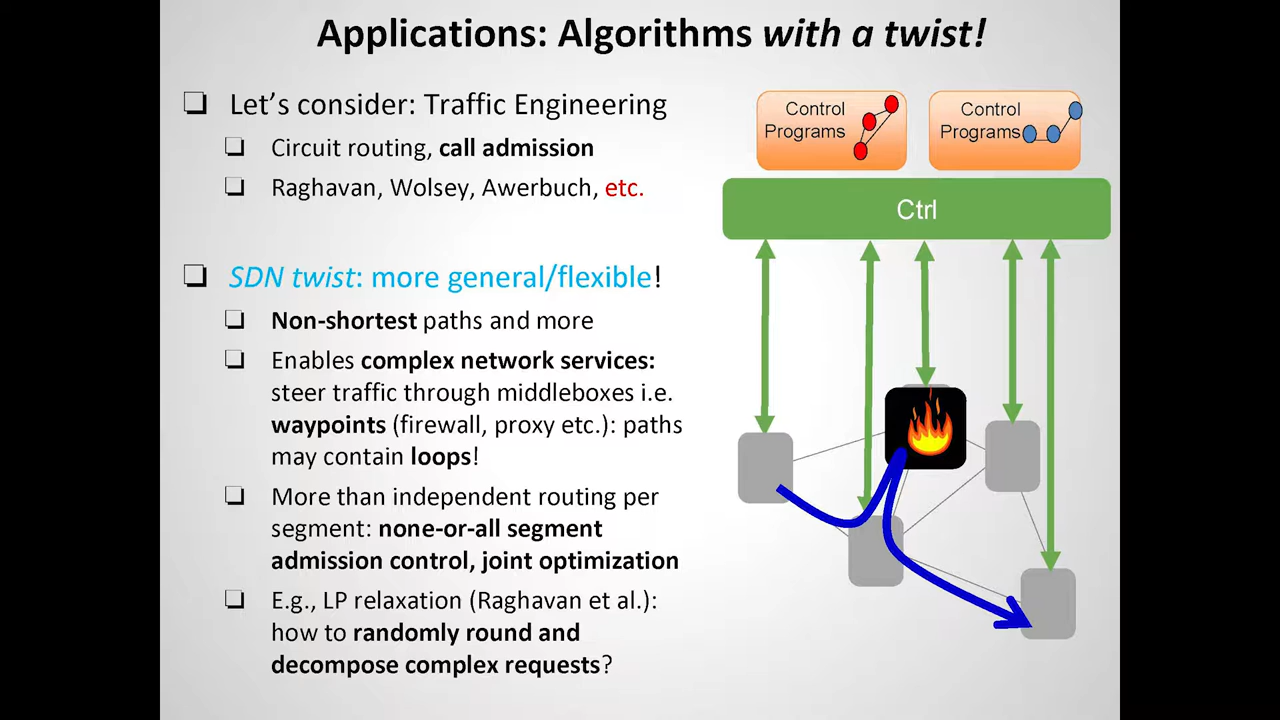 Applications: Algorithms with a twist!
❏ Let's consider: Traffic Engineering
❏ Circuit routing, call admission
❏ Raghavan, Wolsey, Awerbuch, etc.
❏ SDN twist: more general/flexible!
❏ Non-shortest paths and more
❏ Enables complex network services:
steer traffic through middleboxes i.e.
waypoints (firewall, proxy etc.): paths
may contain loops!
❏ More than independent routing per
segment: none-or-all segment
admission control, joint optimization
❏ E.g., LP relaxation (Raghavan et al.):
how to randomly round and
decompose complex requests?
Control
Programs
Control
Programs
Ctrl